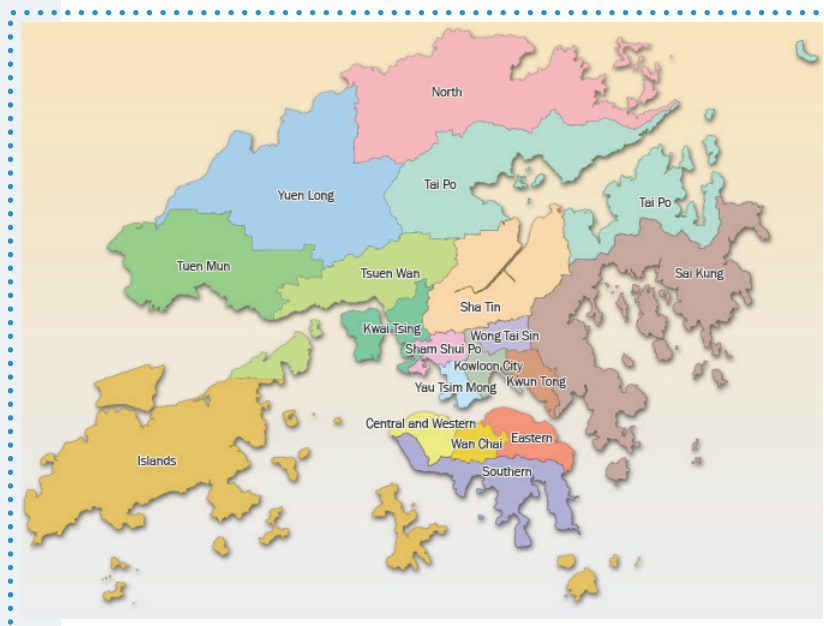 North
Yuen Long
Tai Po
Tai Po
Tuen Mun
Tsuen Wan
Sai Kung
Sha Tin
Kwai Tsing
Wong Tai Sin
Sham Shui Po
Kowloon City
Kwun Tong
Yau Tsim Mong
Central and Western
Wan Chai
Eastern
Islands
Southern